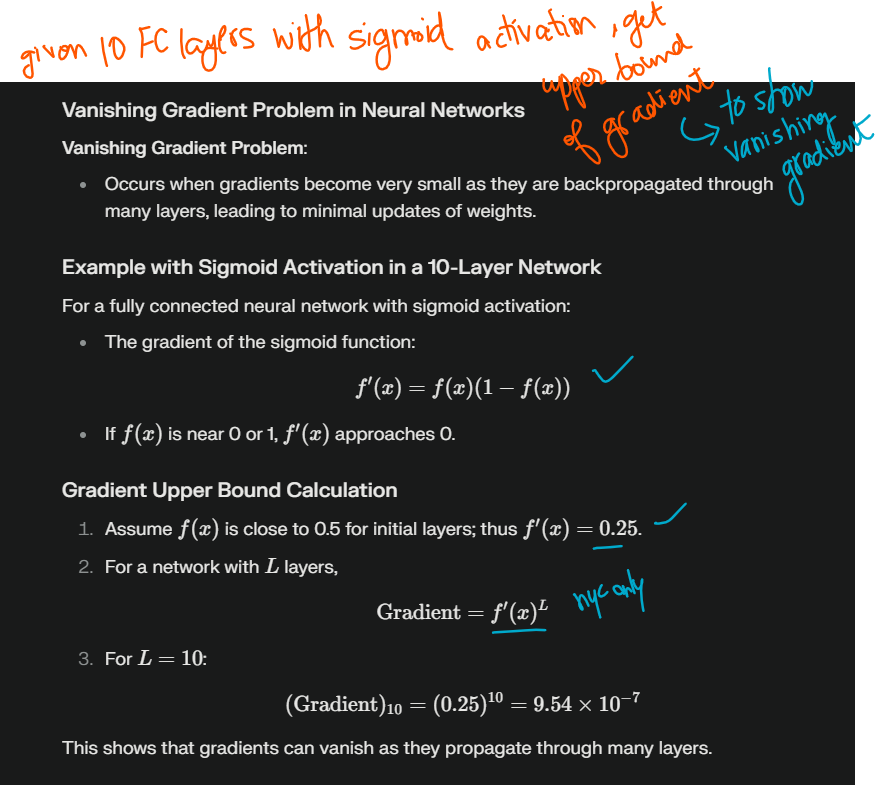 given 10 FC layers with sigmoid activation, get
upper bound
of gradient
to show
vanishing
gradient
Vanishing Gradient Problem in Neural Networks
Vanishing Gradient Problem:
• Occurs when gradients become very small as they are backpropagated through
many layers, leading to minimal updates of weights.
Example with Sigmoid Activation in a 10-Layer Network
For a fully connected neural network with sigmoid activation:
• The gradient of the sigmoid function:
f′(x) = f(x)(1 − f(x))
• If f(x) is near 0 or 1, f′(x) approaches 0.
Gradient Upper Bound Calculation
1. Assume f(x) is close to 0.5 for initial layers; thus f′(x) = 0.25.
2. For a network with L layers,
Gradient = f′(x)^L
only
3. For L = 10:
(Gradient)₁₀ = (0.25)¹⁰ = 9.54 × 10⁻⁷
This shows that gradients can vanish as they propagate through many layers.